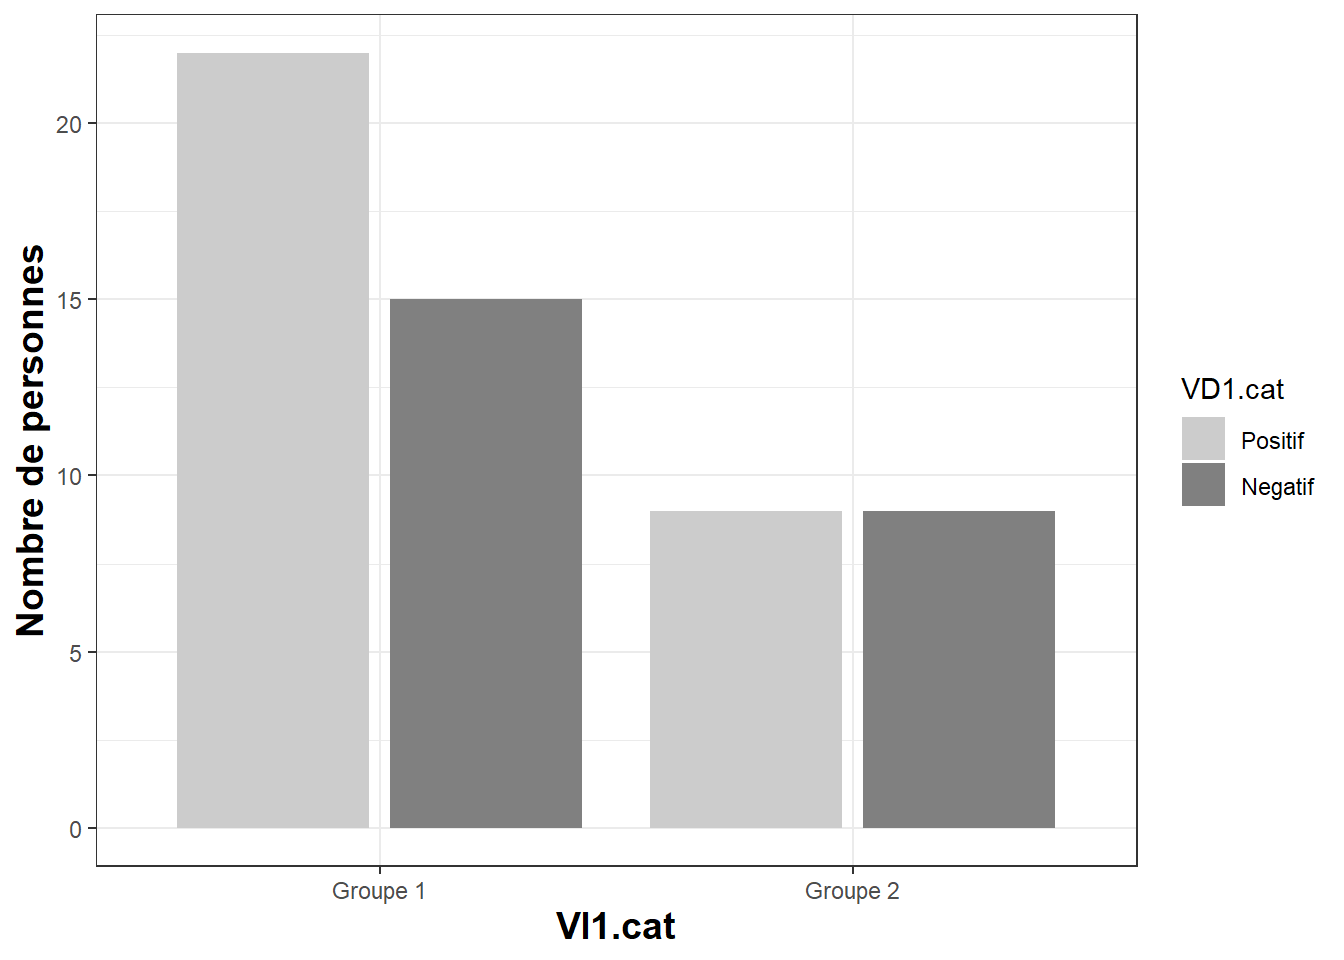 Nombre de personnes
20
15
10
5
0
Groupe 1
Groupe 2
VI1.cat
VD1.cat
Positif
Negatif